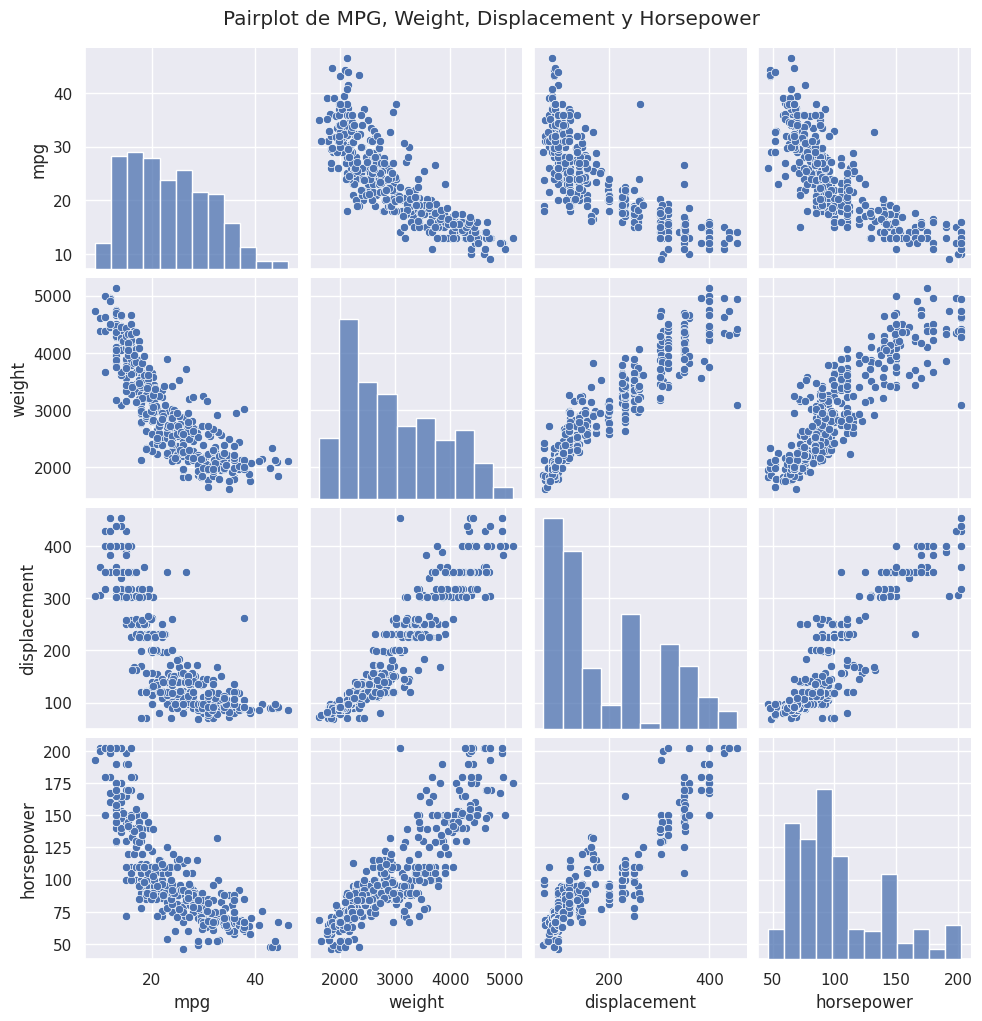 Pairplot de MPG, Weight, Displacement y Horsepower
mpg
40
30
20
10
weight
5000
4000
3000
2000
displacement
400
300
200
100
horsepower
200
175
150
125
100
75
50
20 40
2000 3000 4000 5000
200 400
50 100 150 200
mpg weight displacement horsepower